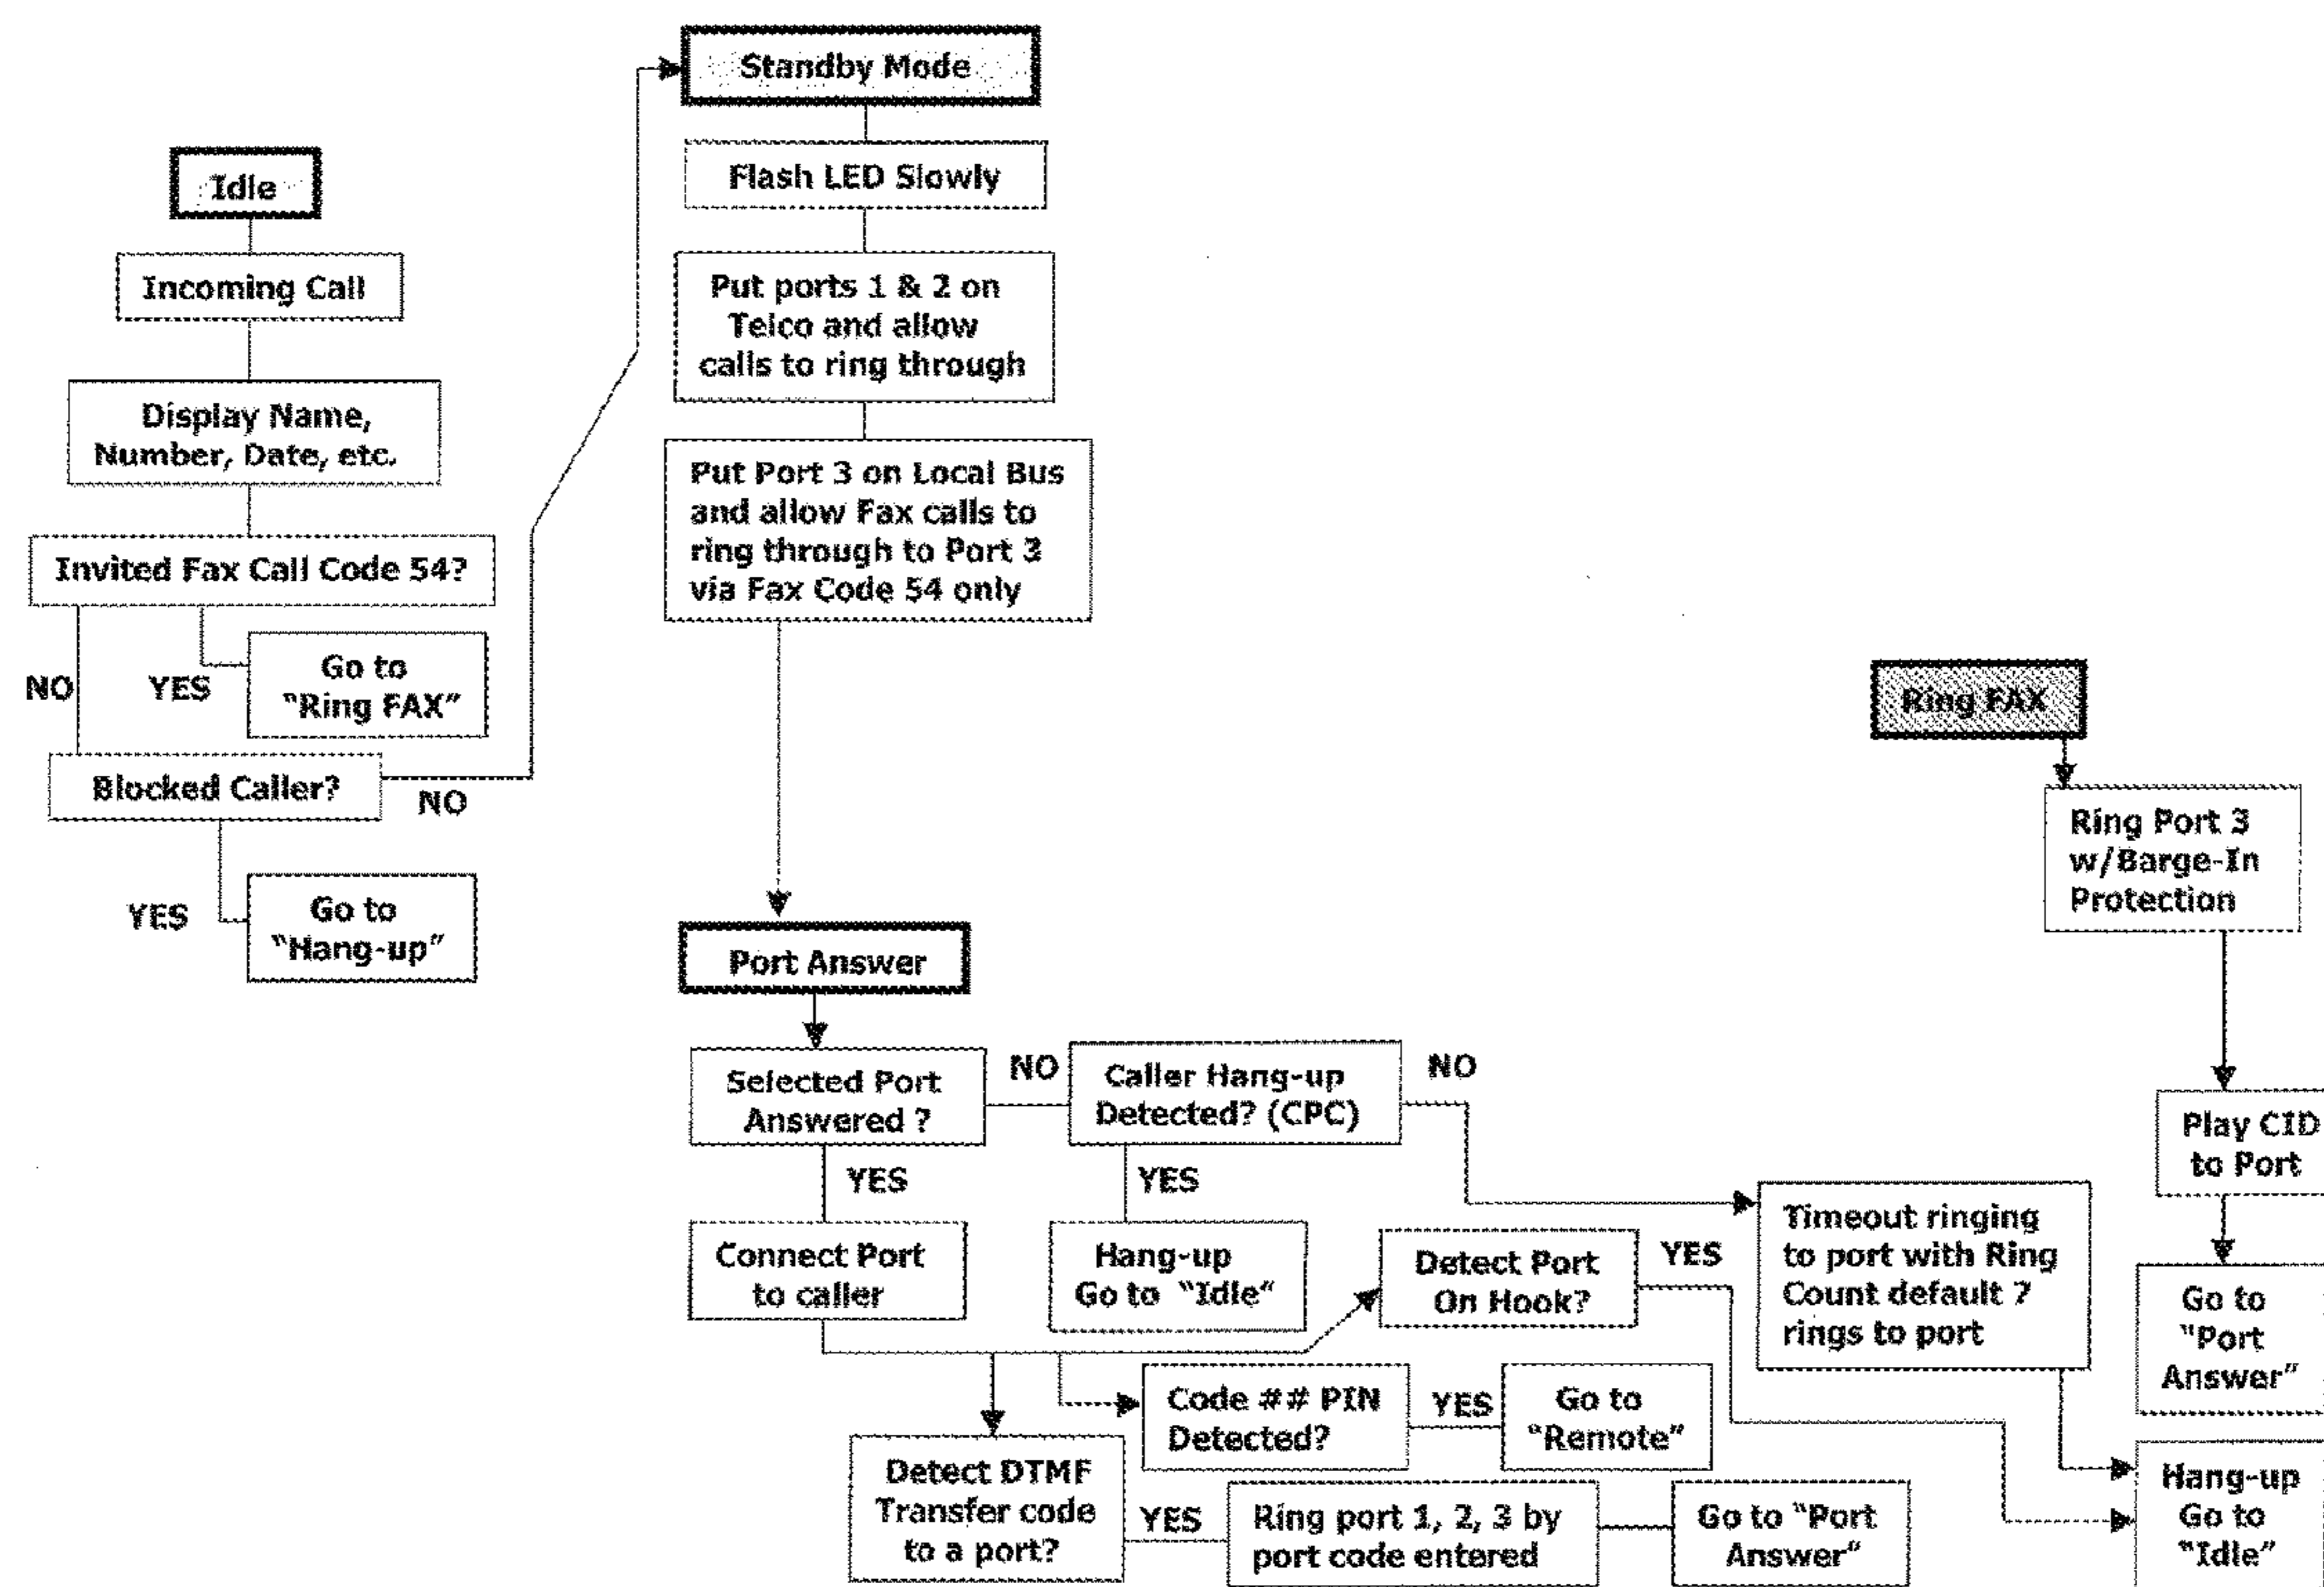 Standby Mode
Idle
Flash LED Slowly
Incoming Call
Put ports 1 & 2 on
Telco and allow
calls to ring through
Display Name,
Number, Date, etc.
Put Port 3 on Local Bus
and allow Fax calls to
ring through to Port 3
via Fax Code 54 only
Invited Fax Call Code 54?
NO
YES
Go to
“Ring FAX”
Blocked Caller?
NO
YES
Go to
“Hang-up”
Ring FAX
Ring Port 3
w/Barge-In
Protection
Play CID
to Port
Go to
“Port
Answer”
Port Answer
Selected Port
Answered ?
NO
Caller Hang-up
Detected? (CPC)
NO
YES
YES
Connect Port
to caller
Hang-up
Go to “Idle”
Detect Port
On Hook?
YES
Timeout ringing
to port with Ring
Count default 7
rings to port
Code ## PIN
Detected?
YES
Go to
“Remote”
Detect DTMF
Transfer code
to a port?
YES
Ring port 1, 2, 3 by
port code entered
Go to “Port
Answer”
Hang-up
Go to
“Idle”